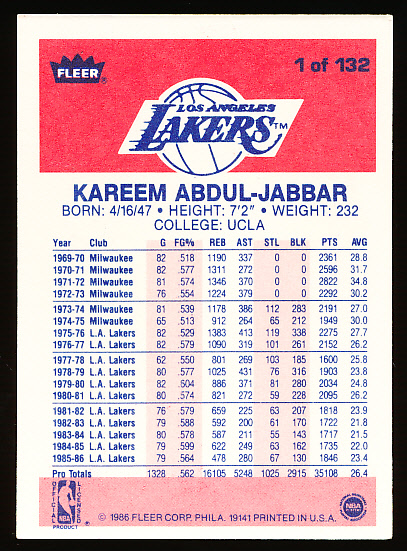 FLEER
1 of 132
LOS ANGELES
LAKERS TM
KAREEM ABDUL-JABBAR
BORN: 4/16/47 • HEIGHT: 7'2" • WEIGHT: 232
COLLEGE: UCLA
Year Club G FG% REB AST STL BLK PTS AVG
1969-70 Milwaukee 82 .518 1190 337 0 0 2361 28.8
1970-71 Milwaukee 82 .577 1311 272 0 0 2596 31.7
1971-72 Milwaukee 81 .574 1346 370 0 0 2822 34.8
1972-73 Milwaukee 76 .554 1224 379 0 0 2292 30.2
1973-74 Milwaukee 81 .539 1178 386 112 283 2191 27.0
1974-75 Milwaukee 65 .513 912 264 65 212 1949 30.0
1975-76 L.A. Lakers 82 .529 1383 413 119 338 2275 27.7
1976-77 L.A. Lakers 82 .579 1090 319 101 261 2152 26.2
1977-78 L.A. Lakers 62 .550 801 269 103 185 1600 25.8
1978-79 L.A. Lakers 80 .577 1025 431 76 316 1903 23.8
1979-80 L.A. Lakers 82 .604 886 371 81 280 2034 24.8
1980-81 L.A. Lakers 80 .574 821 272 59 228 2095 26.2
1981-82 L.A. Lakers 76 .579 659 225 63 207 1818 23.9
1982-83 L.A. Lakers 79 .588 592 200 61 170 1722 21.8
1983-84 L.A. Lakers 80 .578 587 211 55 143 1717 21.5
1984-85 L.A. Lakers 79 .599 622 249 63 162 1735 22.0
1985-86 L.A. Lakers 79 .564 478 280 67 130 1846 23.4
Pro Totals 1328 .562 16105 5248 1025 2915 35108 26.4
OFFICIAL LICENSED
NBA
PRODUCT
© 1986 FLEER CORP. PHILA. 19141 PRINTED IN U.S.A.
NBA